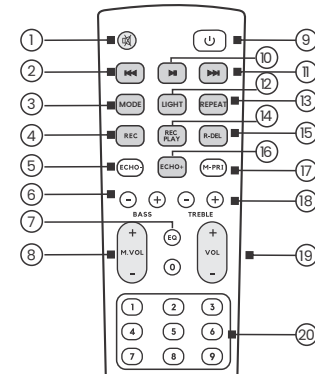 1 9
10
2 11
12
3 MODE LIGHT REPEAT 13
14
4 REC REC PLAY R-DEL 15
16
5 ECHO- ECHO+ M-PRI 17
6 - + - + 18
BASS TREBLE
7 EQ
8 + M.VOL - + VOL - 19
0
1 2 3
4 5 6 20
7 8 9